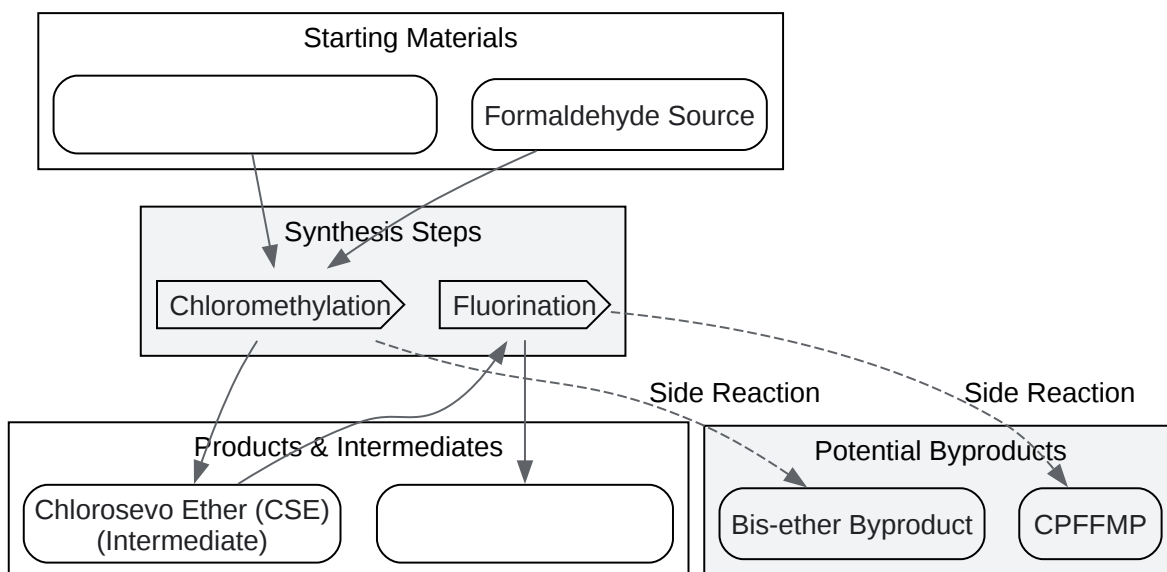 Starting Materials
Formaldehyde Source
Synthesis Steps
Chloromethylation
Fluorination
Side Reaction
Side Reaction
Products & Intermediates
Potential Byproducts
Chlorosevo Ether (CSE)
(Intermediate)
Bis-ether Byproduct
CPFFMP